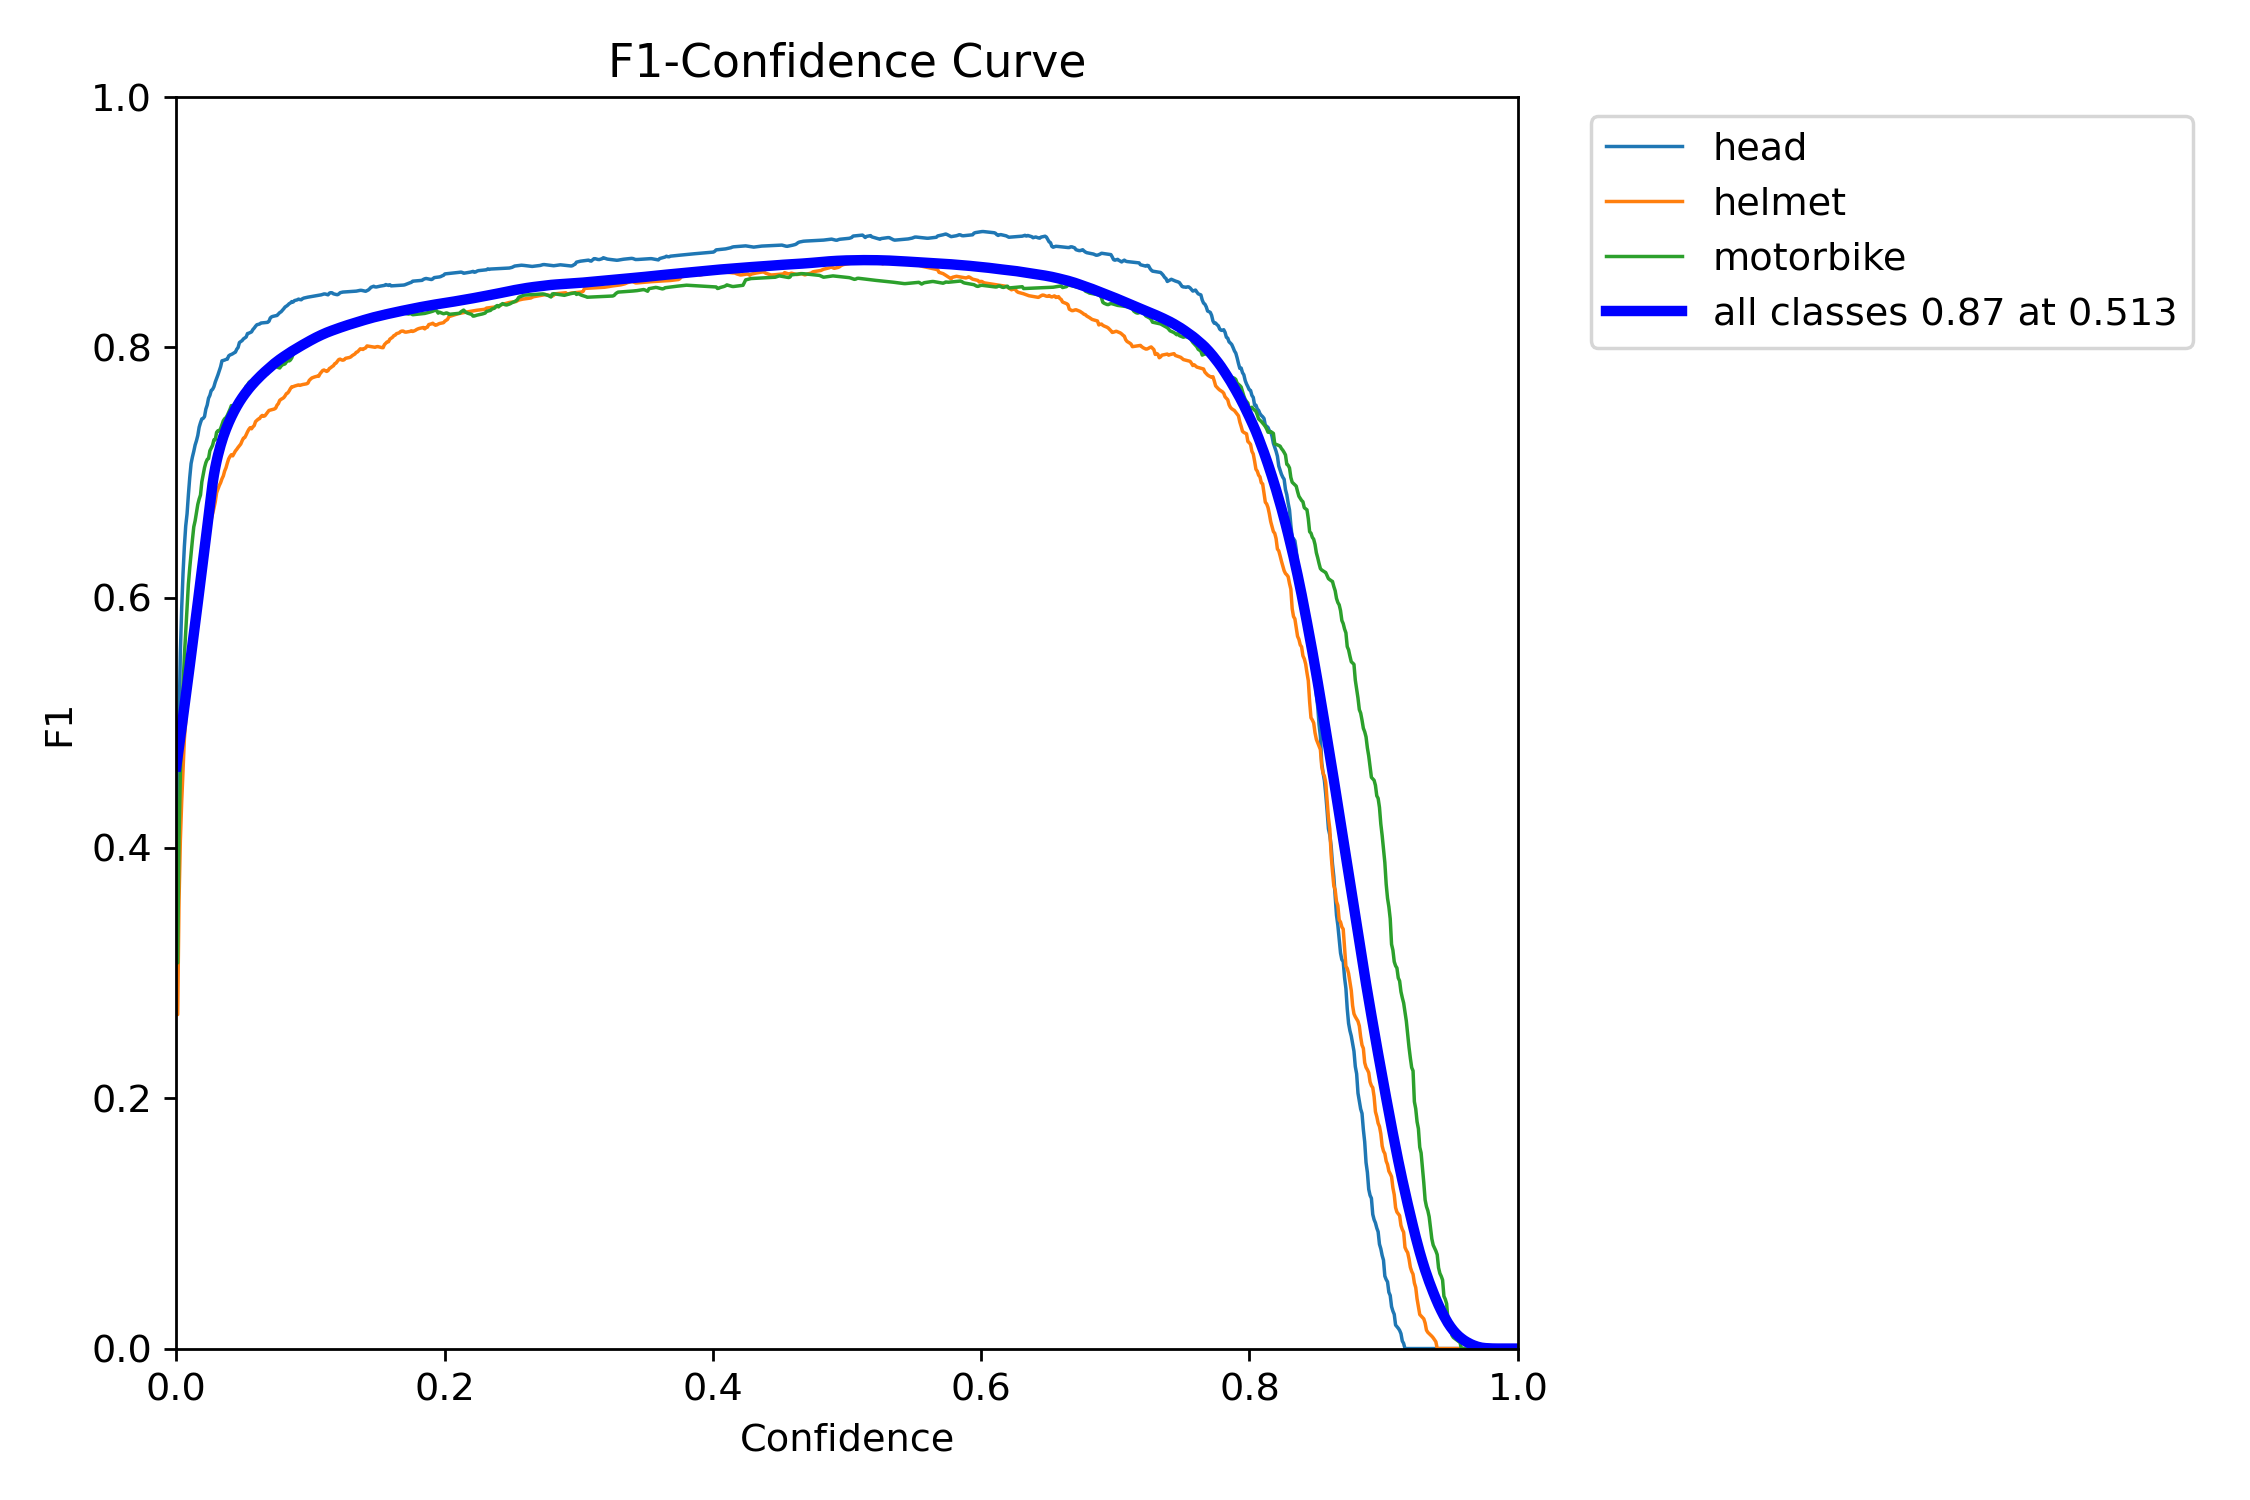 F1-Confidence Curve
1.0
0.8
0.6
0.4
0.2
0.0
F1
0.0 0.2 0.4 0.6 0.8 1.0
Confidence
head
helmet
motorbike
all classes 0.87 at 0.513